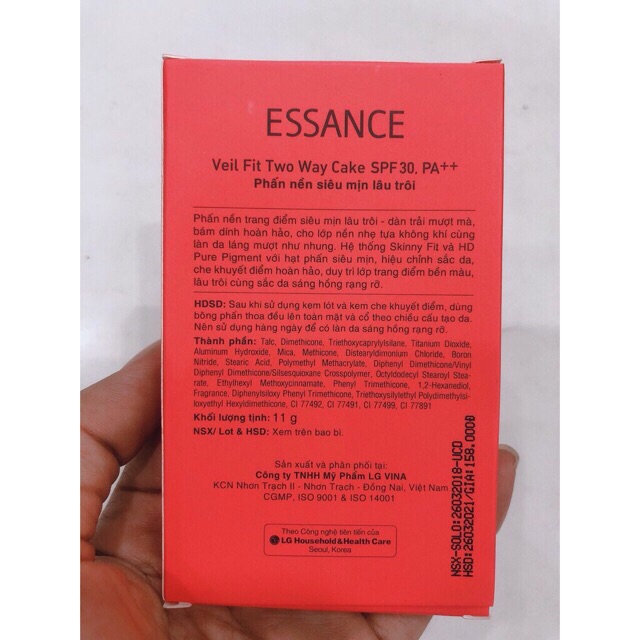 ESSANCE
Veil Fit Two Way Cake SPF30, PA++
Phấn nền siêu mịn lâu trôi
Phấn nền trang điểm siêu mịn lâu trôi - dàn trải mượt mà,
bám dính hoàn hảo, cho lớp nền nhẹ tựa không khí cùng
làn da láng mượt như nhung. Hệ thống Skinny Fit và HD
Pure Pigment với hạt phấn siêu mịn, hiệu chỉnh sắc da,
che khuyết điểm hoàn hảo, duy trì lớp trang điểm bền màu,
lâu trôi cùng sắc da sáng hồng rạng rỡ.
HDSD: Sau khi sử dụng kem lót và kem che khuyết điểm, dùng
bông phấn thoa đều lên toàn mặt và cổ theo chiều cấu tạo da.
Nên sử dụng hàng ngày để có làn da sáng hồng rạng rỡ.
Thành phần: Talc, Dimethicone, Triethoxycaprylylsilane, Titanium Dioxide,
Aluminum Hydroxide, Mica, Methicone, Distearyldimonium Chloride, Boron
Nitride, Stearic Acid, Polymethyl Methacrylate, Diphenyl Dimethicone/Vinyl
Diphenyl Dimethicone/Silsesquioxane Crosspolymer, Octyldodecyl Stearoyl Stea-
rate, Ethylhexyl Methoxycinnamate, Phenyl Trimethicone, 1,2-Hexanediol,
Fragrance, Diphenylsiloxy Phenyl Trimethicone, Triethoxysilylethyl Polydimethylsi-
loxyethyl Hexyldimethicone, CI 77492, CI 77491, CI 77499, CI 77891
Khối lượng tịnh: 11 g
NSX/ Lot & HSD: Xem trên bao bì.
Sản xuất và phân phối tại:
Công ty TNHH Mỹ Phẩm LG VINA
KCN Nhơn Trạch II - Nhơn Trạch - Đồng Nai, Việt Nam
CGMP, ISO 9001 & ISO 14001
Theo Công nghệ tiên tiến của
LG Household & Health Care
Seoul, Korea
NSX-SOLO:26032018-UCD
HSD:26032021/GIA:158.000đ